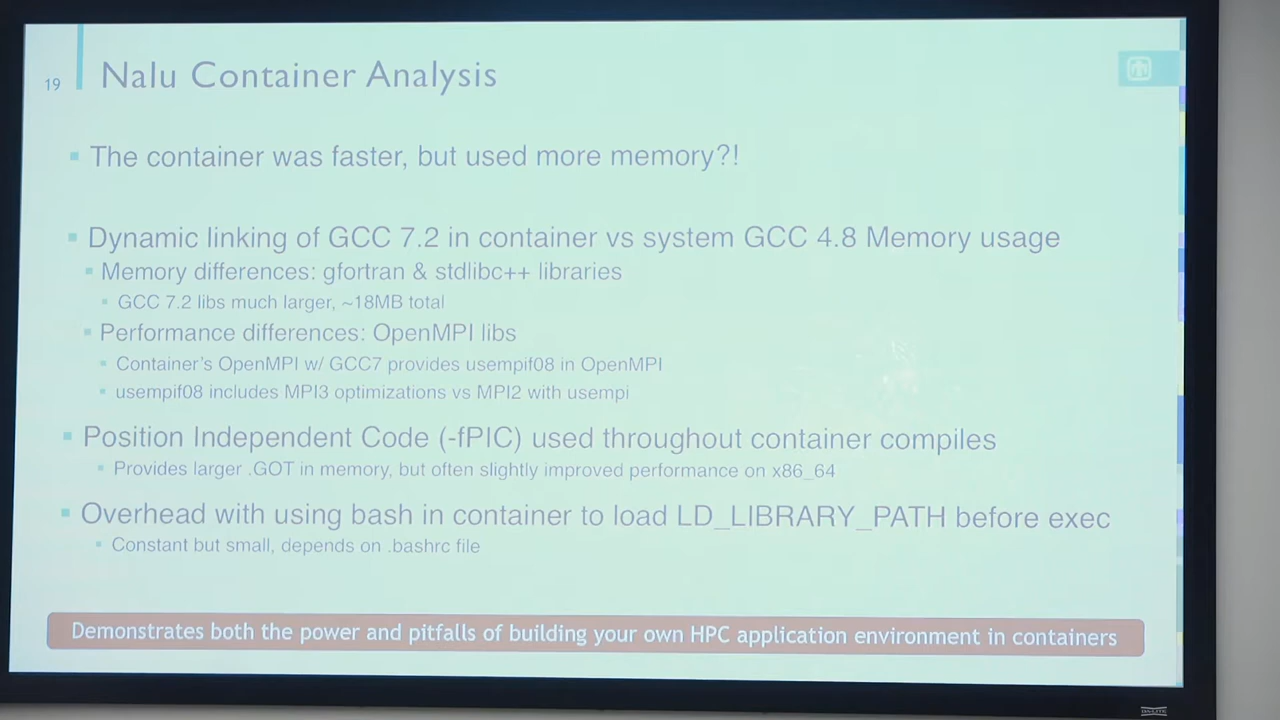 19
Nalu Container Analysis
The container was faster, but used more memory?!
Dynamic linking of GCC 7.2 in container vs system GCC 4.8 Memory usage
Memory differences: gfortran & stdlibc++ libraries
GCC 7.2 libs much larger, ~18MB total
Performance differences: OpenMPI libs
Container's OpenMPI w/ GCC7 provides usempif08 in OpenMPI
usempif08 includes MPI3 optimizations vs MPI2 with usempi
Position Independent Code (-fPIC) used throughout container compiles
Provides larger .GOT in memory, but often slightly improved performance on x86_64
Overhead with using bash in container to load LD_LIBRARY_PATH before exec
Constant but small, depends on .bashrc file
Demonstrates both the power and pitfalls of building your own HPC application environment in containers
DA-LITE